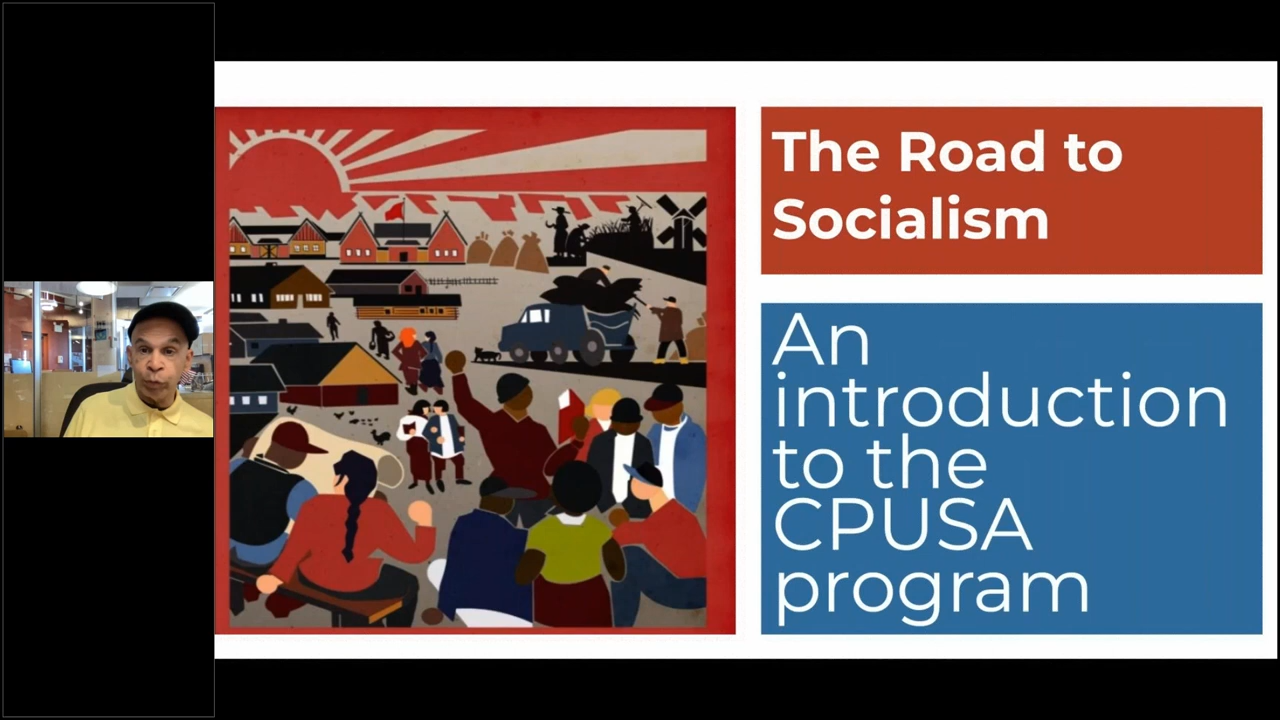 The Road to
Socialism
An
introduction
to the
CPUSA
program